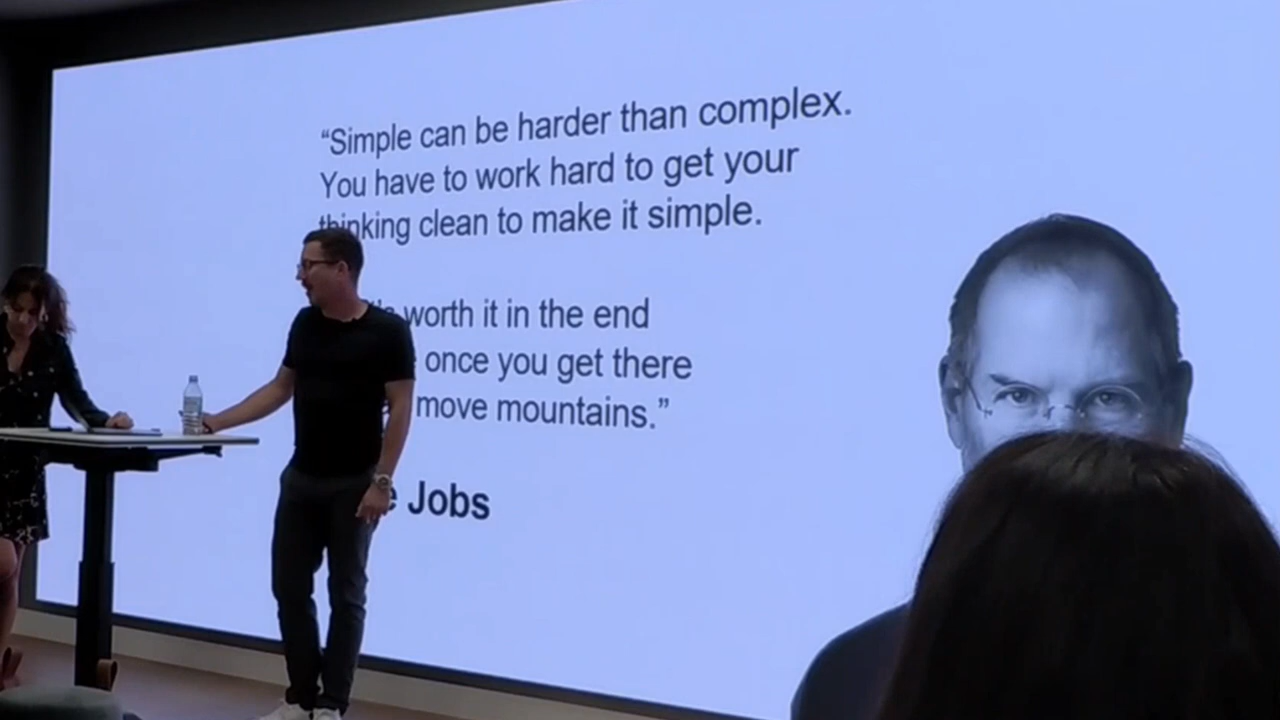 “Simple can be harder than complex.
You have to work hard to get your
thinking clean to make it simple.
worth it in the end
once you get there
move mountains.”
Jobs